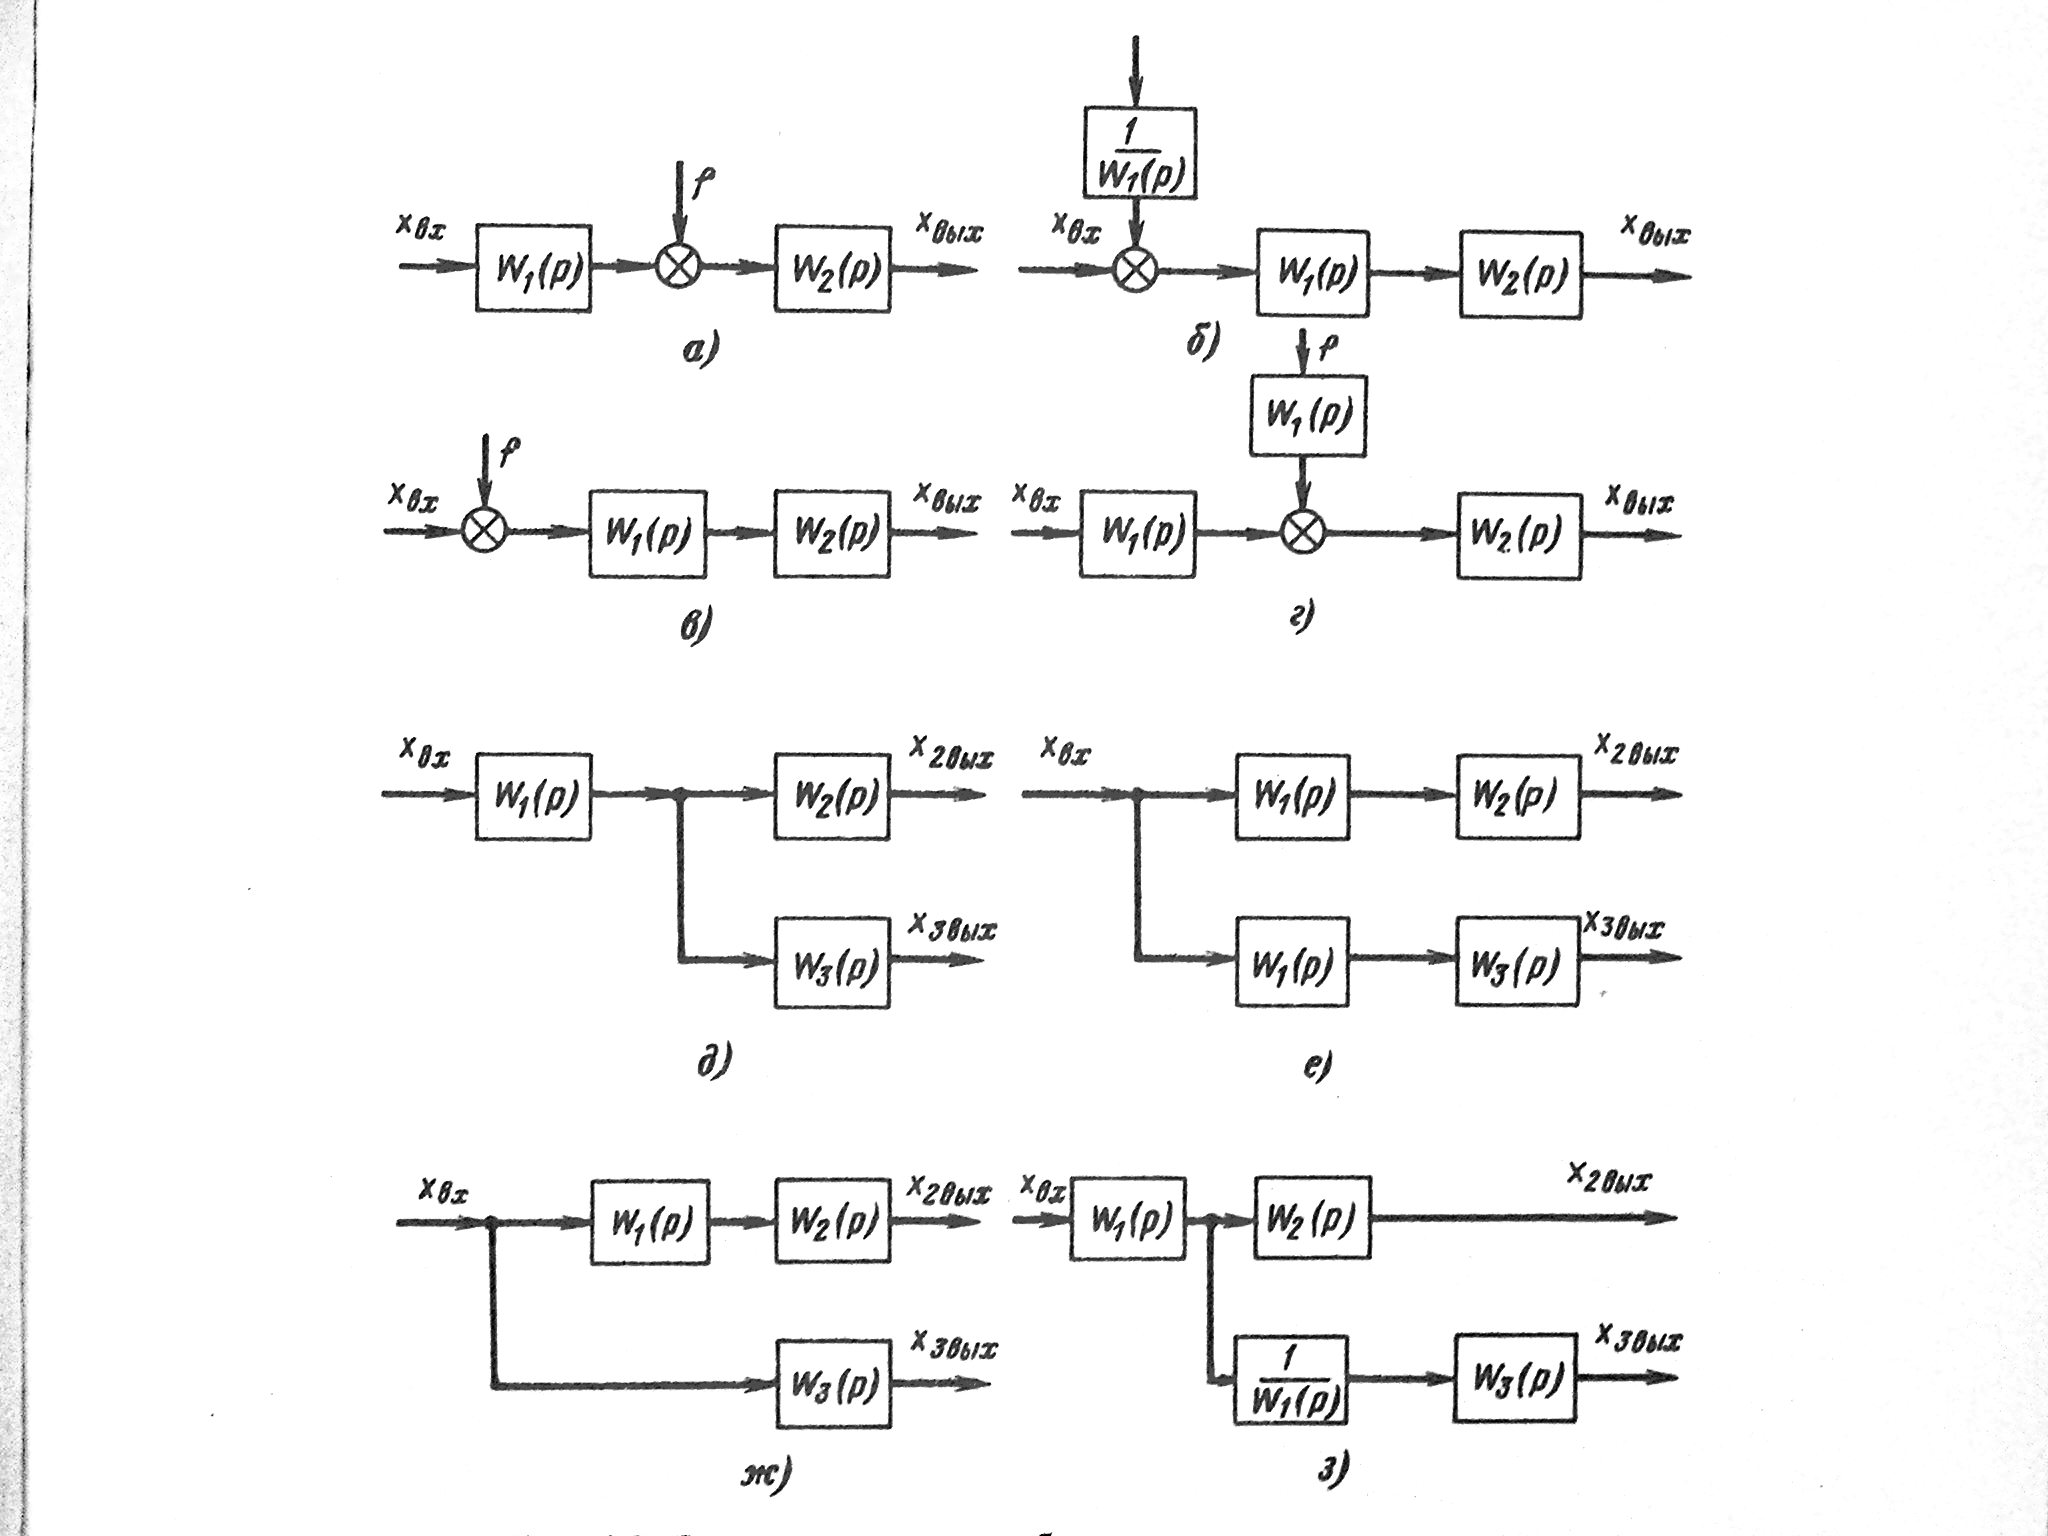 1
W₁(p)
f
xвх
W₁(p)
W₂(p)
xвых
xвх
W₁(p)
W₂(p)
xвых
а)
б)
f
W₁(p)
f
xвх
W₁(p)
W₂(p)
xвых
xвх
W₁(p)
W₂(p)
xвых
в)
г)
xвх
W₁(p)
W₂(p)
x2вых
xвх
W₁(p)
W₂(p)
x2вых
W₃(p)
x3вых
W₁(p)
W₃(p)
x3вых
д)
е)
xвх
W₁(p)
W₂(p)
x2вых
xвх
W₁(p)
W₂(p)
x2вых
W₃(p)
x3вых
1
W₁(p)
W₃(p)
x3вых
ж)
з)